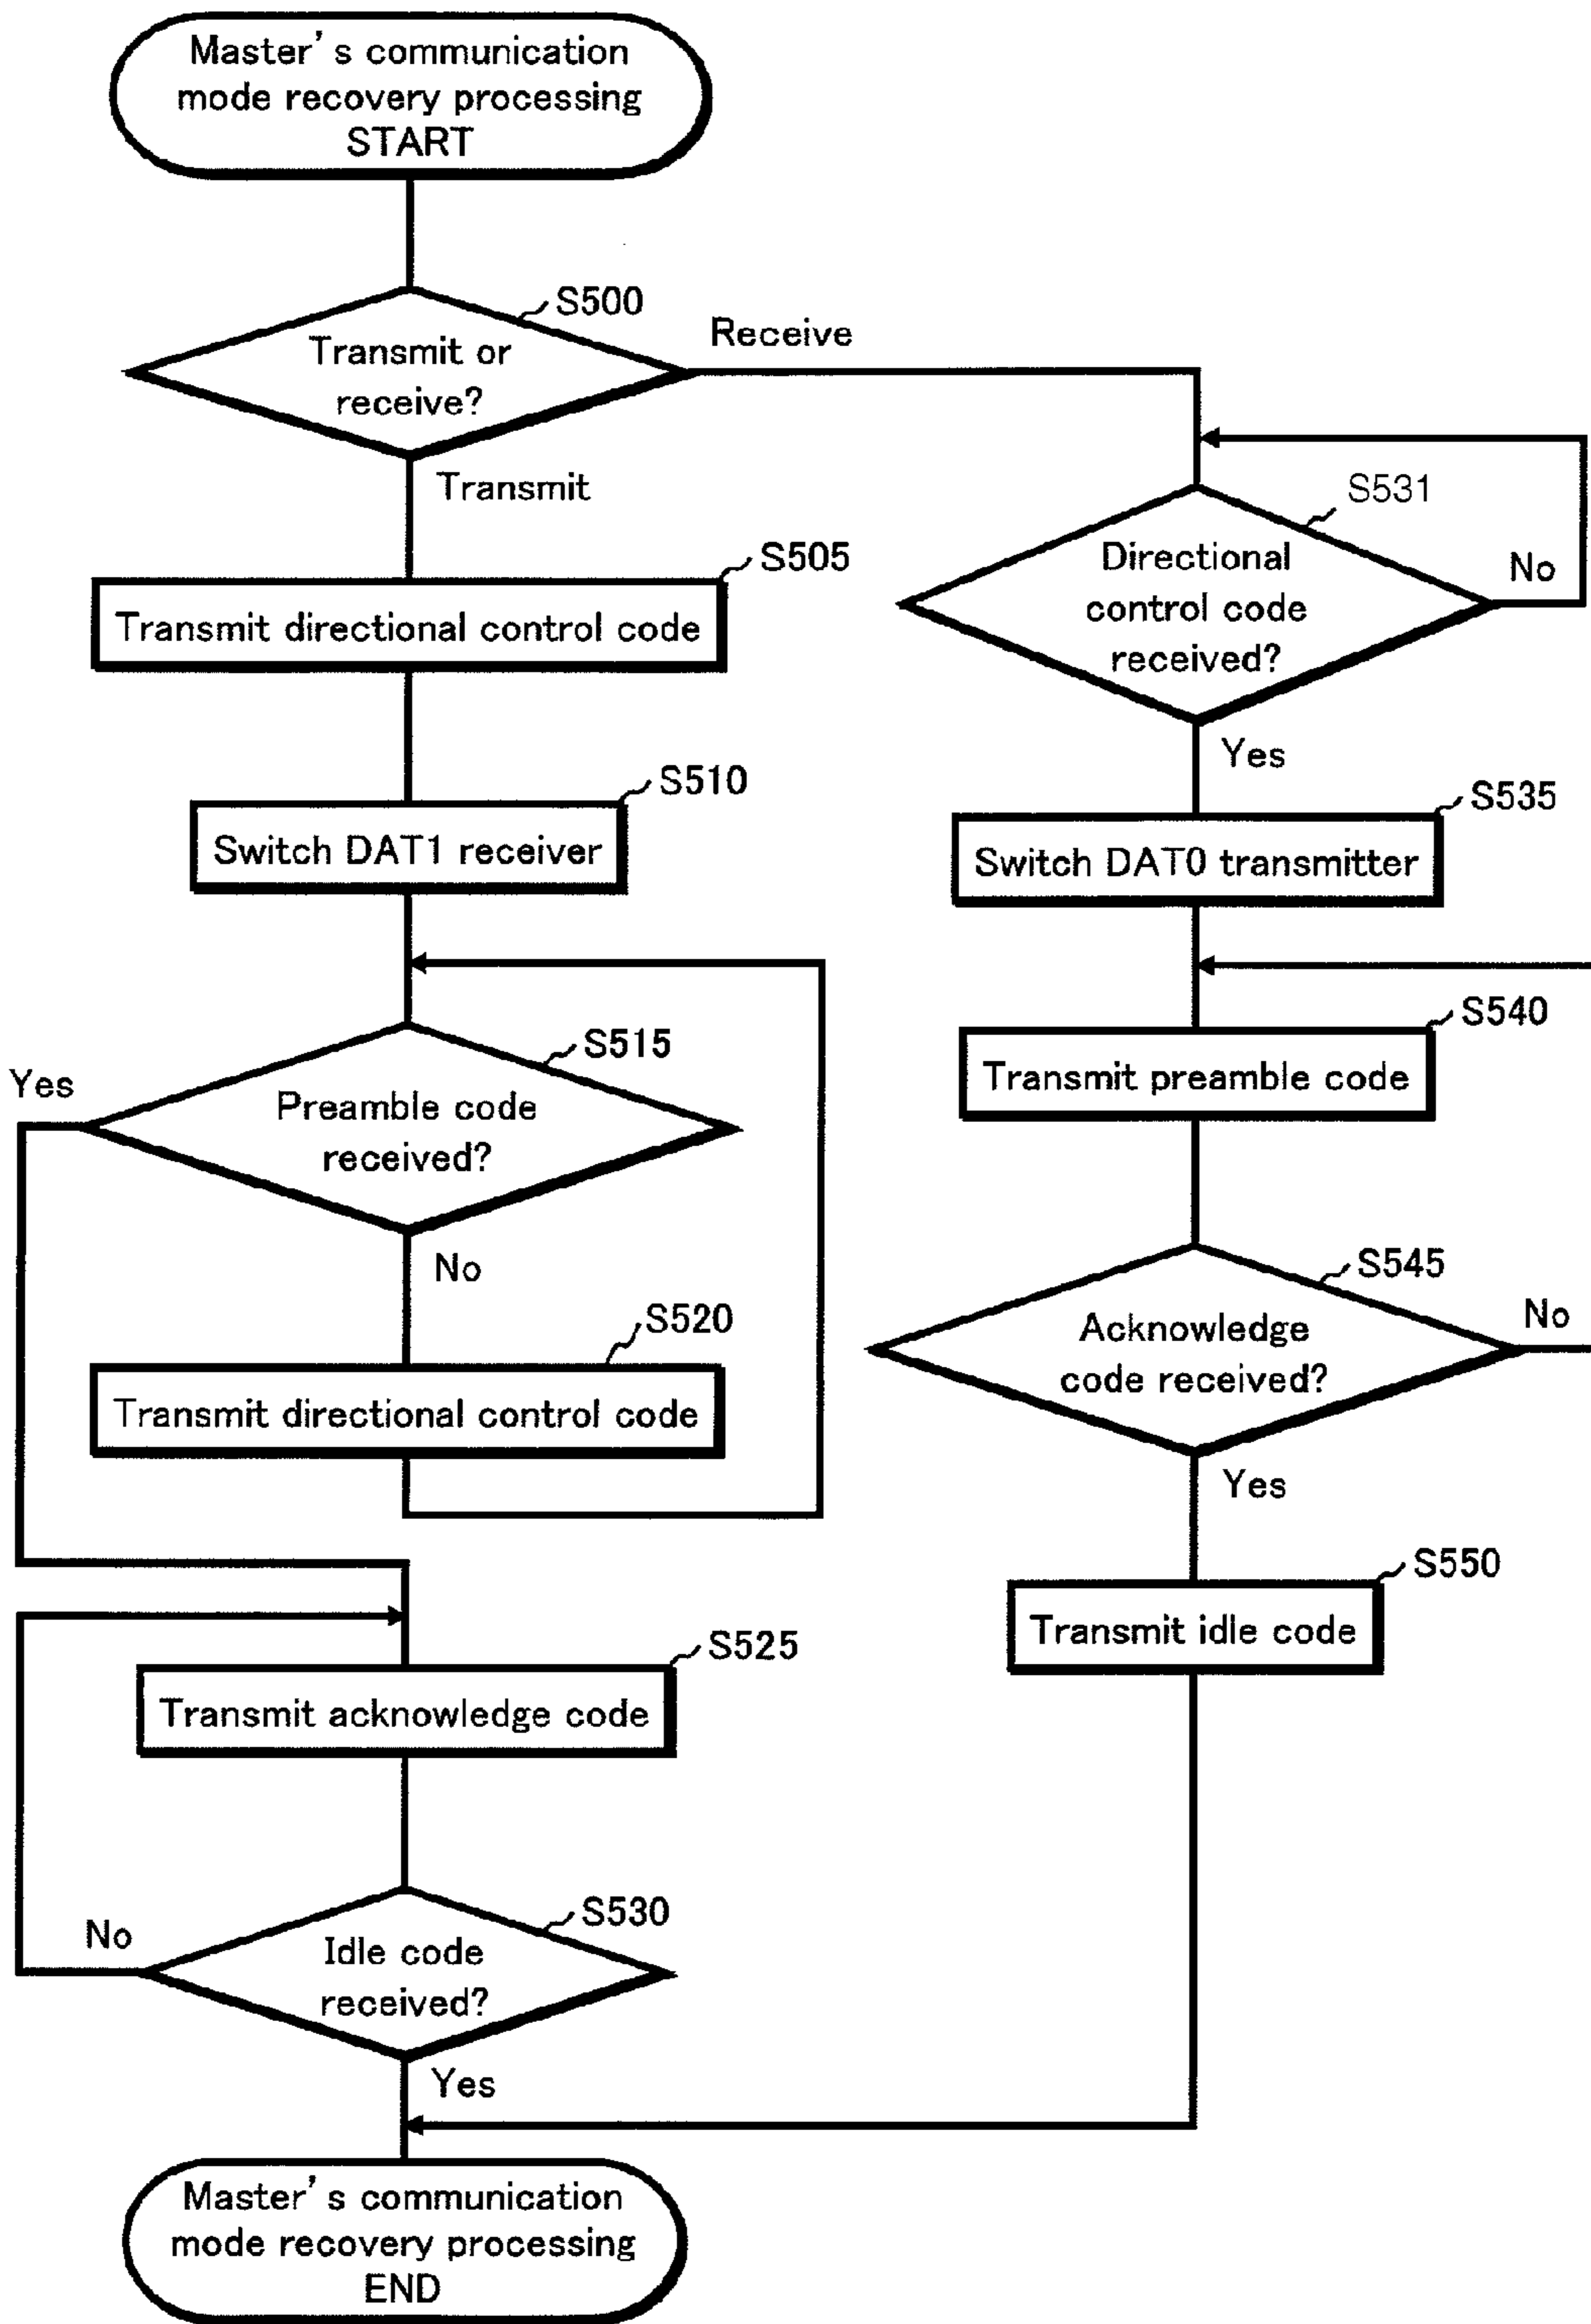 Master's communication
mode recovery processing
START
S500
Transmit or
receive?
Receive
Transmit
S505
Transmit directional control code
S510
Switch DAT1 receiver
S515
Preamble code
received?
Yes
No
S520
Transmit directional control code
S525
Transmit acknowledge code
S530
Idle code
received?
No
Yes
S531
Directional
control code
received?
No
Yes
S535
Switch DAT0 transmitter
S540
Transmit preamble code
S545
Acknowledge
code received?
No
Yes
S550
Transmit idle code
Master's communication
mode recovery processing
END